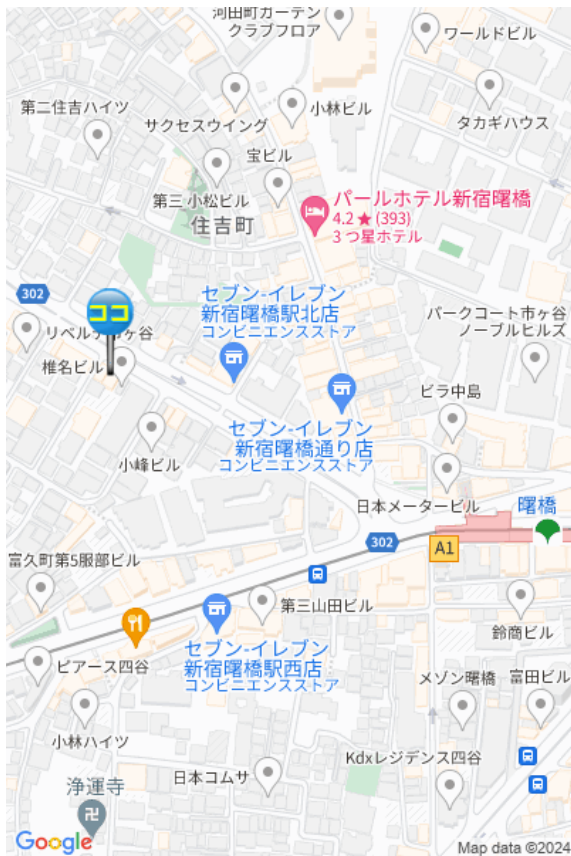 河田町ガーデン
クラブフロア
ワールドビル
第二住吉ハイツ
サクセスウイング
小林ビル
タカギハウス
宝ビル
第三小松ビル
住吉町
パールホテル新宿曙橋
4.2★(393)
3 つ星ホテル
302
ココ
セブン-イレブン
新宿曙橋駅北店
コンビニエンスストア
パークコート市ヶ谷
ノーブルヒルズ
リベルテ市ヶ谷
椎名ビル
ビラ中島
セブン-イレブン
新宿曙橋通り店
コンビニエンスストア
小峰ビル
日本メータービル
曙橋
302
A1
富久町第5服部ビル
第三山田ビル
鈴商ビル
セブン-イレブン
新宿曙橋駅西店
コンビニエンスストア
ピアース四谷
メゾン曙橋
富田ビル
小林ハイツ
Kdxレジデンス四谷
日本コムサ
浄運寺
卍
Google
Map data ©2024